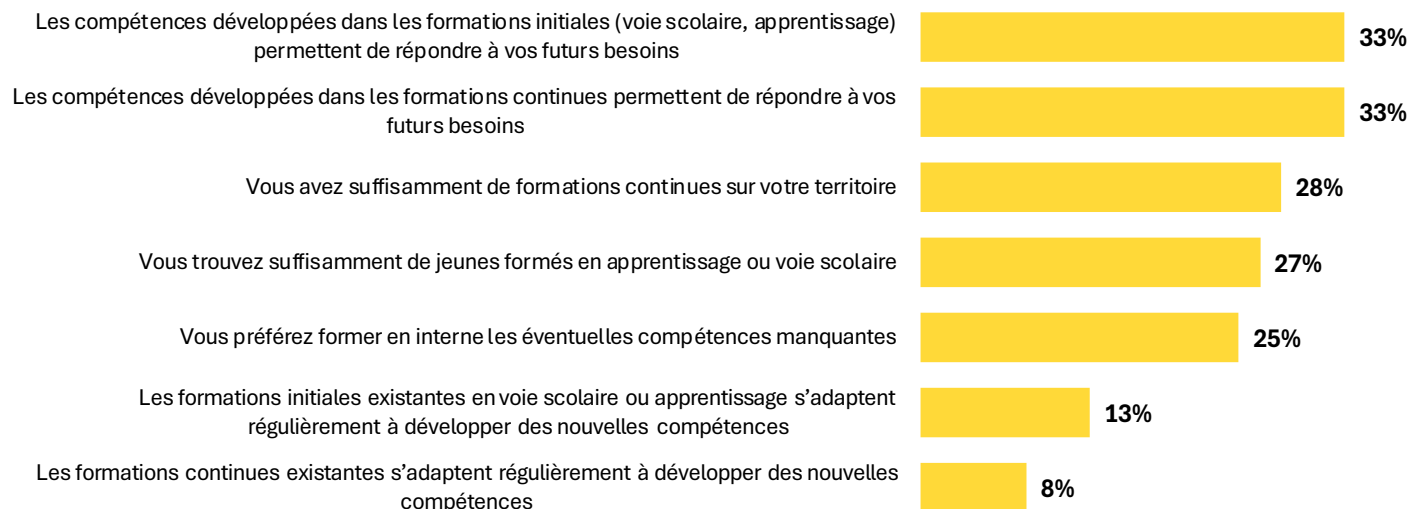 Les compétences développées dans les formations initiales (voie scolaire, apprentissage)
permettent de répondre à vos futurs besoins
33%
Les compétences développées dans les formations continues permettent de répondre à vos
futurs besoins
33%
Vous avez suffisamment de formations continues sur votre territoire
28%
Vous trouvez suffisamment de jeunes formés en apprentissage ou voie scolaire
27%
Vous préférez former en interne les éventuelles compétences manquantes
25%
Les formations initiales existantes en voie scolaire ou apprentissage s’adaptent
régulièrement à développer des nouvelles compétences
13%
Les formations continues existantes s’adaptent régulièrement à développer des nouvelles
compétences
8%